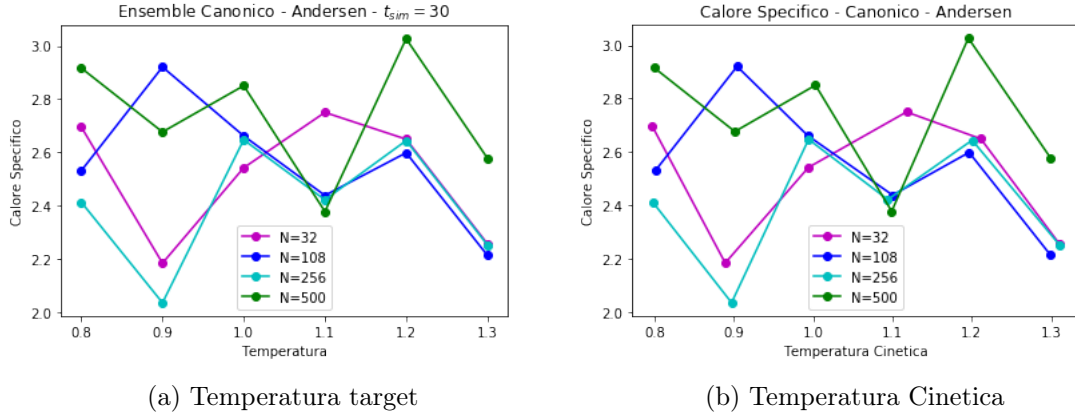 Ensemble Canonico - Andersen - $t_{sim} = 30$
3.0
2.8
2.6
2.4
2.2
2.0
Calore Specifico
N=32
N=108
N=256
N=500
0.8 0.9 1.0 1.1 1.2 1.3
Temperatura
(a) Temperatura target
Calore Specifico - Canonico - Andersen
3.0
2.8
2.6
2.4
2.2
2.0
Calore Specifico
N=32
N=108
N=256
N=500
0.8 0.9 1.0 1.1 1.2 1.3
Temperatura Cinetica
(b) Temperatura Cinetica